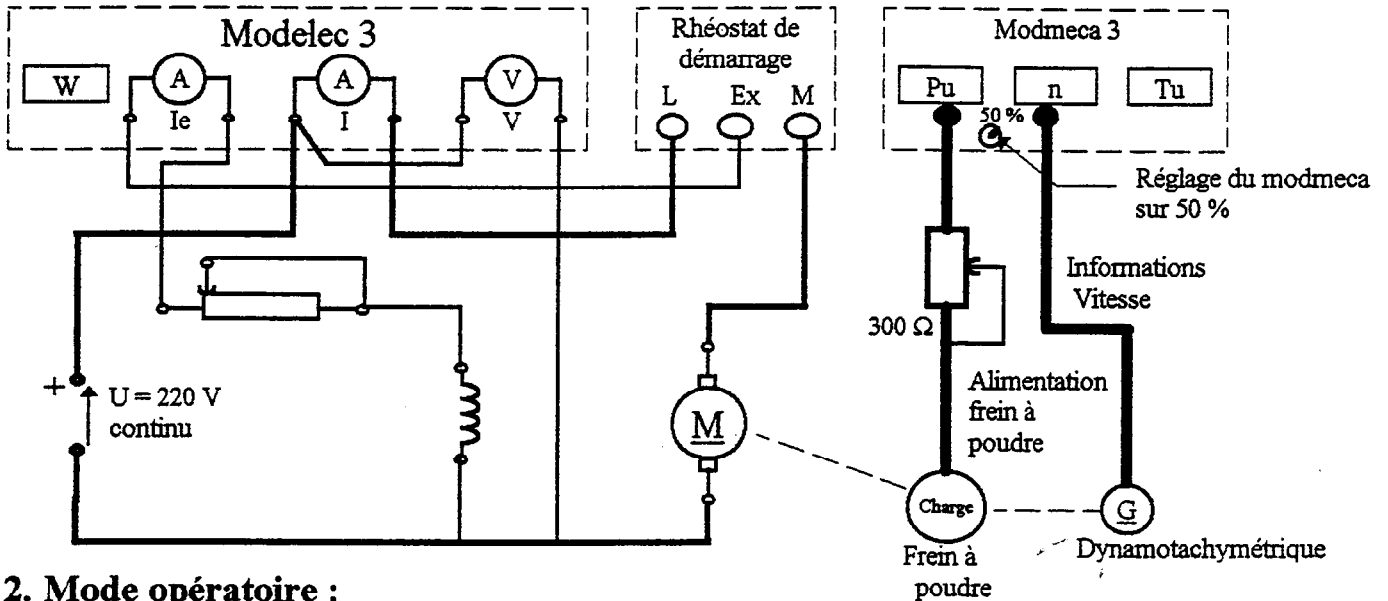 Modelec 3
W
A
Ie
A
I
V
V
Rhéostat de
démarrage
L Ex M
Modmeca 3
Pu
n
Tu
50 %
Réglage du modmeca
sur 50 %
300 Ω
Informations
Vitesse
Alimentation
frein à
poudre
+
U = 220 V
continu
M
Charge
G
Frein à
poudre
Dynamotachymétrique
2. Mode opératoire :